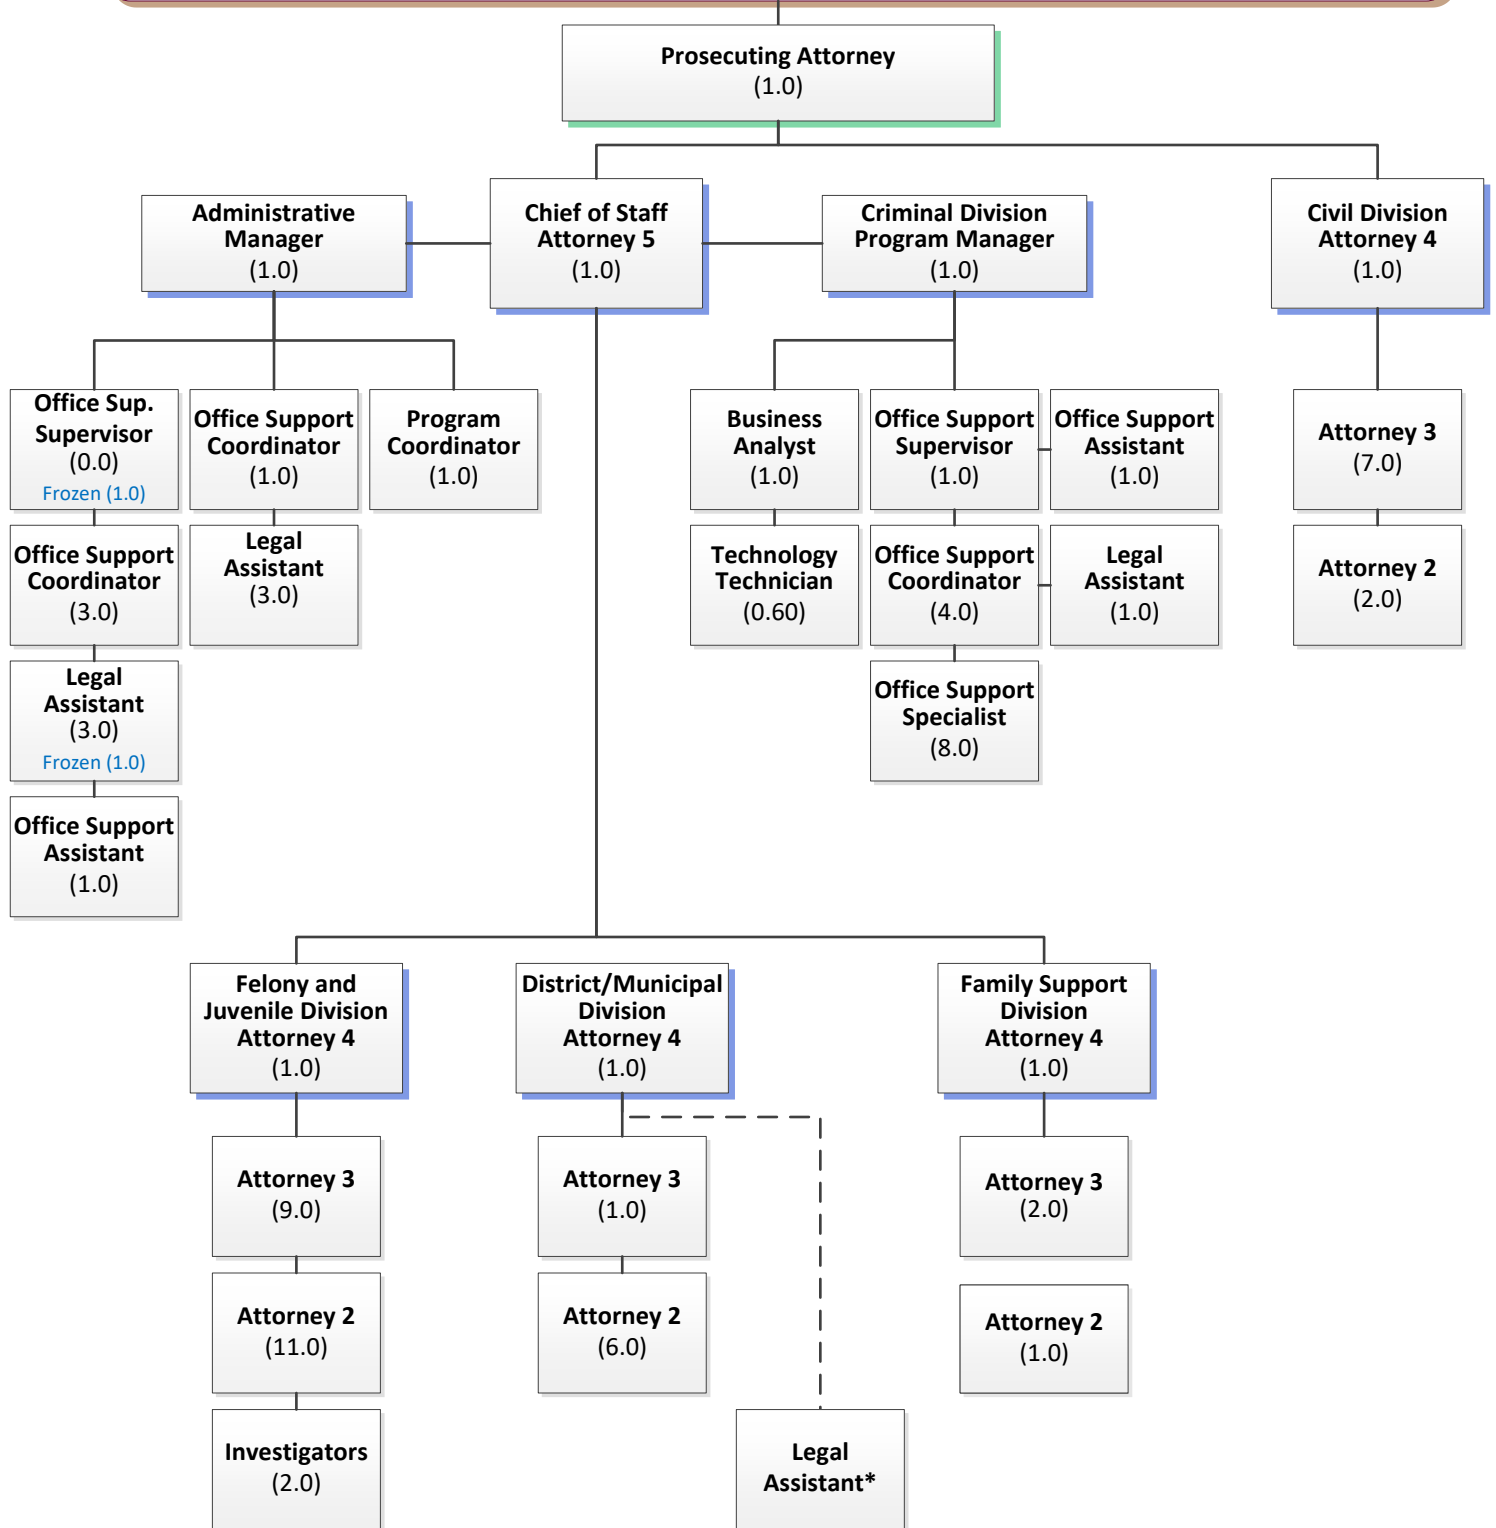 Prosecuting Attorney
(1.0)
Administrative
Manager
(1.0)
Chief of Staff
Attorney 5
(1.0)
Criminal Division
Program Manager
(1.0)
Civil Division
Attorney 4
(1.0)
Office Sup.
Supervisor
(0.0)
Frozen (1.0)
Office Support
Coordinator
(1.0)
Program
Coordinator
(1.0)
Business
Analyst
(1.0)
Office Support
Supervisor
(1.0)
Office Support
Assistant
(1.0)
Attorney 3
(7.0)
Office Support
Coordinator
(3.0)
Legal
Assistant
(3.0)
Technology
Technician
(0.60)
Office Support
Coordinator
(4.0)
Legal
Assistant
(1.0)
Attorney 2
(2.0)
Legal
Assistant
(3.0)
Frozen (1.0)
Office Support
Specialist
(8.0)
Office Support
Assistant
(1.0)
Felony and
Juvenile Division
Attorney 4
(1.0)
District/Municipal
Division
Attorney 4
(1.0)
Family Support
Division
Attorney 4
(1.0)
Attorney 3
(9.0)
Attorney 3
(1.0)
Attorney 3
(2.0)
Attorney 2
(11.0)
Attorney 2
(6.0)
Attorney 2
(1.0)
Investigators
(2.0)
Legal
Assistant*